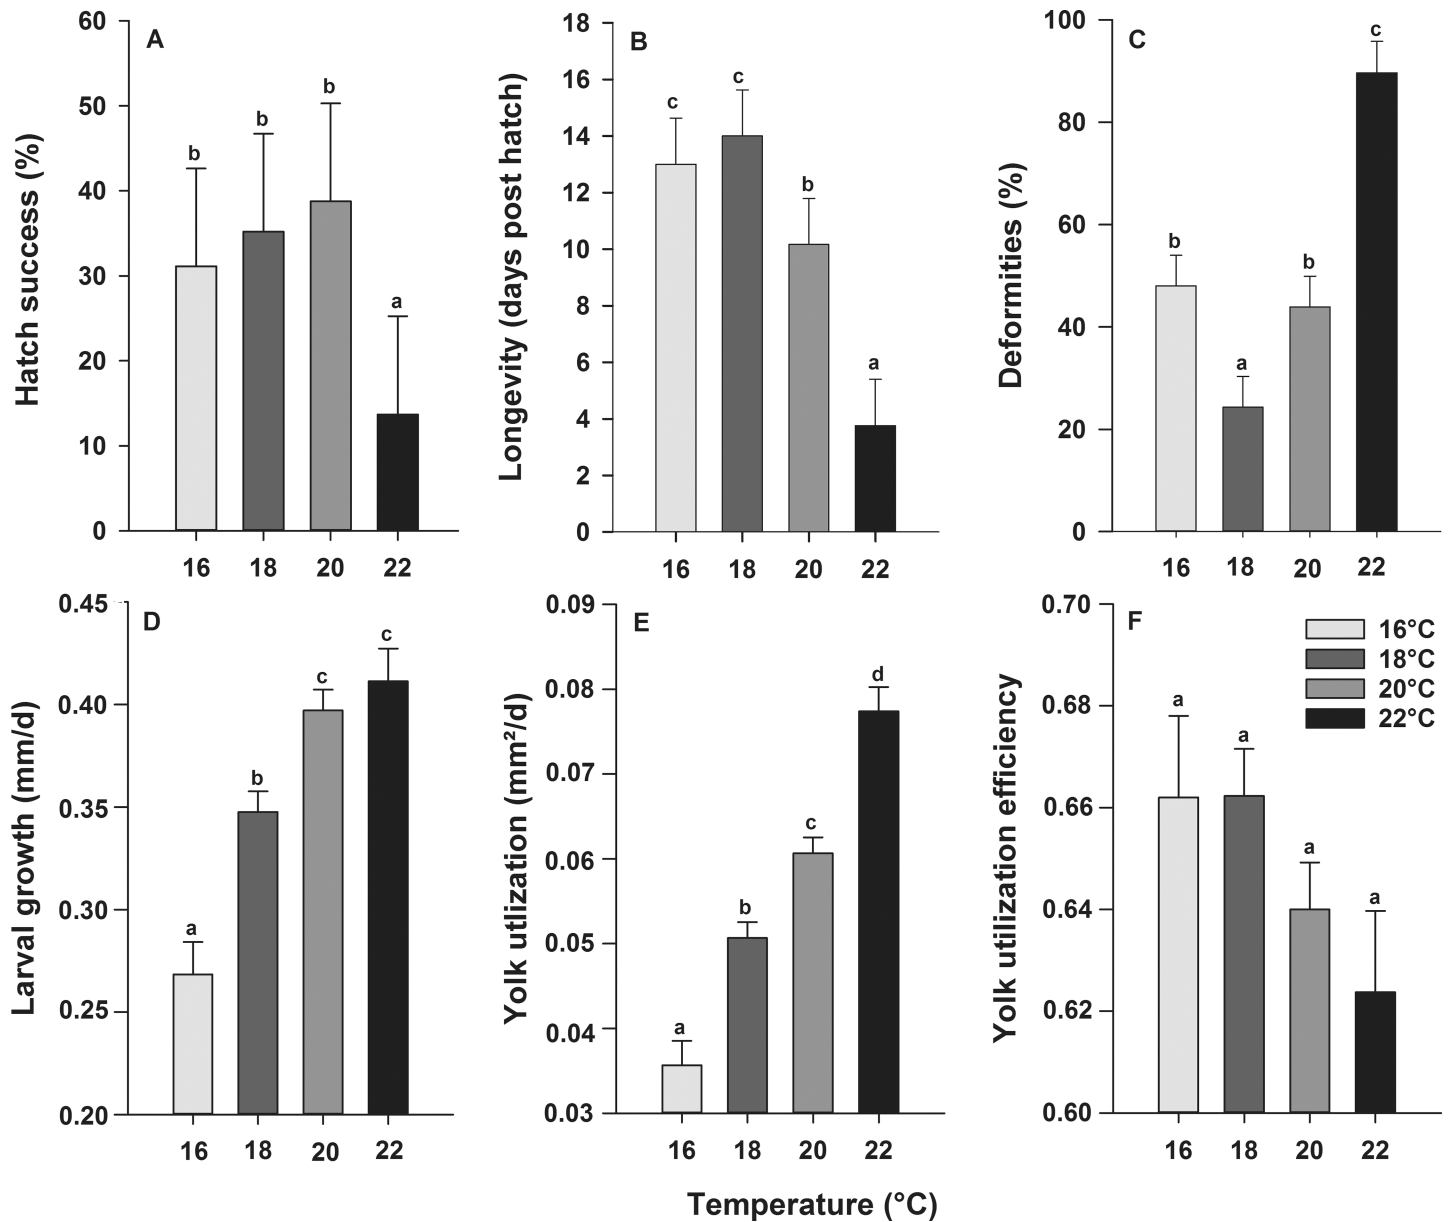 A
Hatch success (%)
60
50
40
30
20
10
0
b
b
b
a
16 18 20 22
B
Longevity (days post hatch)
18
16
14
12
10
8
6
4
2
0
c
c
b
a
16 18 20 22
C
Deformities (%)
100
80
60
40
20
0
b
a
b
c
16 18 20 22
D
Larval growth (mm/d)
0.45
0.40
0.35
0.30
0.25
0.20
a
b
c
c
16 18 20 22
E
Yolk utlization (mm²/d)
0.09
0.08
0.07
0.06
0.05
0.04
0.03
a
b
c
d
16 18 20 22
F
Yolk utilization efficiency
0.70
0.68
0.66
0.64
0.62
0.60
a
a
a
a
16 18 20 22
16°C
18°C
20°C
22°C
Temperature (°C)